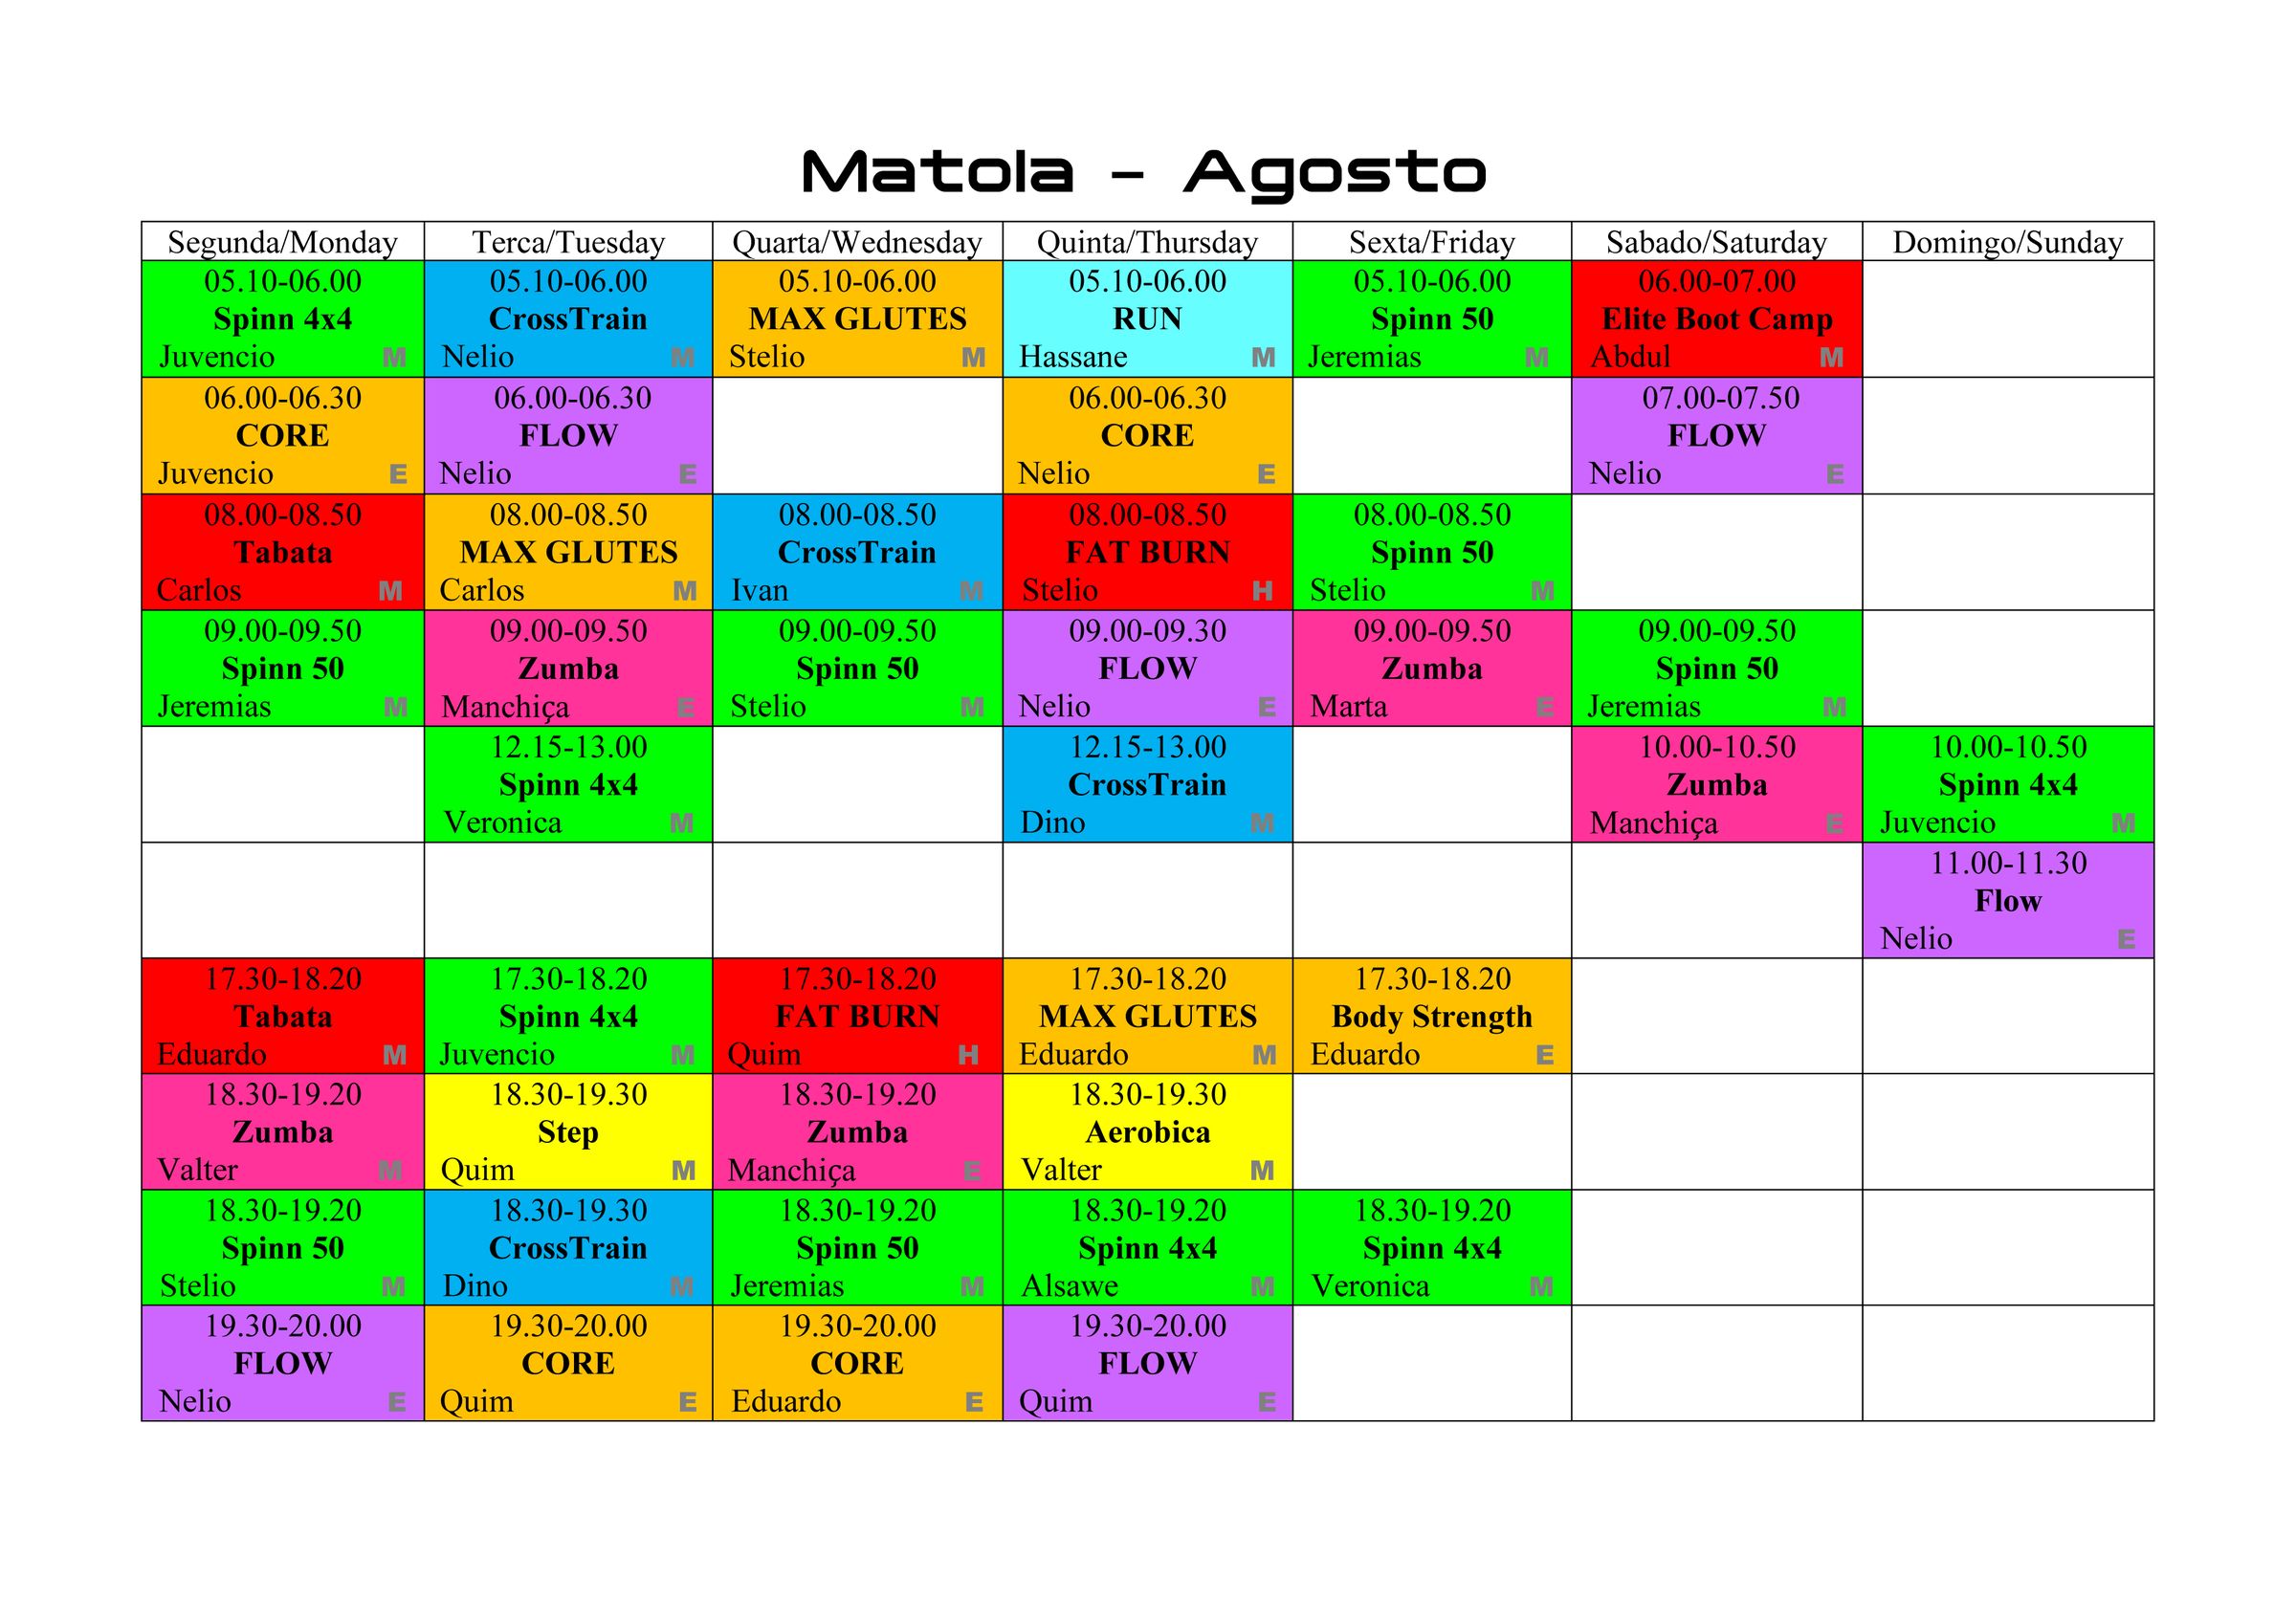 Matola - Agosto
Segunda/Monday Terca/Tuesday Quarta/Wednesday Quinta/Thursday Sexta/Friday Sabado/Saturday Domingo/Sunday
05.10-06.00 05.10-06.00 05.10-06.00 05.10-06.00 05.10-06.00 06.00-07.00
Spinn 4x4 CrossTrain MAX GLUTES RUN Spinn 50 Elite Boot Camp
Juvencio M Nelio M Stelio M Hassane M Jeremias M Abdul M
06.00-06.30 06.00-06.30 06.00-06.30 07.00-07.50
CORE FLOW CORE FLOW
Juvencio E Nelio E Nelio E Nelio E
08.00-08.50 08.00-08.50 08.00-08.50 08.00-08.50 08.00-08.50
Tabata MAX GLUTES CrossTrain FAT BURN Spinn 50
Carlos M Carlos M Ivan M Stelio H Stelio M
09.00-09.50 09.00-09.50 09.00-09.50 09.00-09.30 09.00-09.50 09.00-09.50
Spinn 50 Zumba Spinn 50 FLOW Zumba Spinn 50
Jeremias M Manchiça E Stelio M Nelio E Marta E Jeremias M
12.15-13.00 12.15-13.00 10.00-10.50 10.00-10.50
Spinn 4x4 CrossTrain Zumba Spinn 4x4
Veronica M Dino M Manchiça E Juvencio M
11.00-11.30
Flow
Nelio E
17.30-18.20 17.30-18.20 17.30-18.20 17.30-18.20 17.30-18.20
Tabata Spinn 4x4 FAT BURN MAX GLUTES Body Strength
Eduardo M Juvencio M Quim H Eduardo M Eduardo E
18.30-19.20 18.30-19.30 18.30-19.20 18.30-19.30
Zumba Step Zumba Aerobica
Valter M Quim M Manchiça E Valter M
18.30-19.20 18.30-19.30 18.30-19.20 18.30-19.20 18.30-19.20
Spinn 50 CrossTrain Spinn 50 Spinn 4x4 Spinn 4x4
Stelio M Dino M Jeremias M Alsawe M Veronica M
19.30-20.00 19.30-20.00 19.30-20.00 19.30-20.00
FLOW CORE CORE FLOW
Nelio E Quim E Eduardo E Quim E